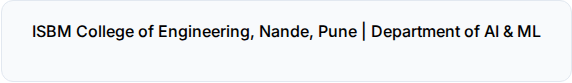 ISBM College of Engineering, Nande, Pune | Department of AI & ML